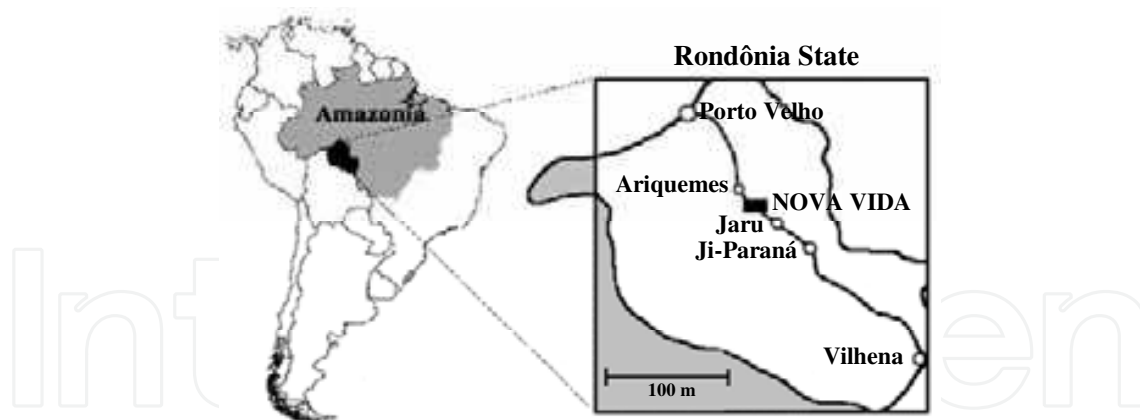 Rondônia State
Amazonia
Porto Velho
Ariquemes
NOVA VIDA
Jaru
Ji-Paraná
Vilhena
100 m